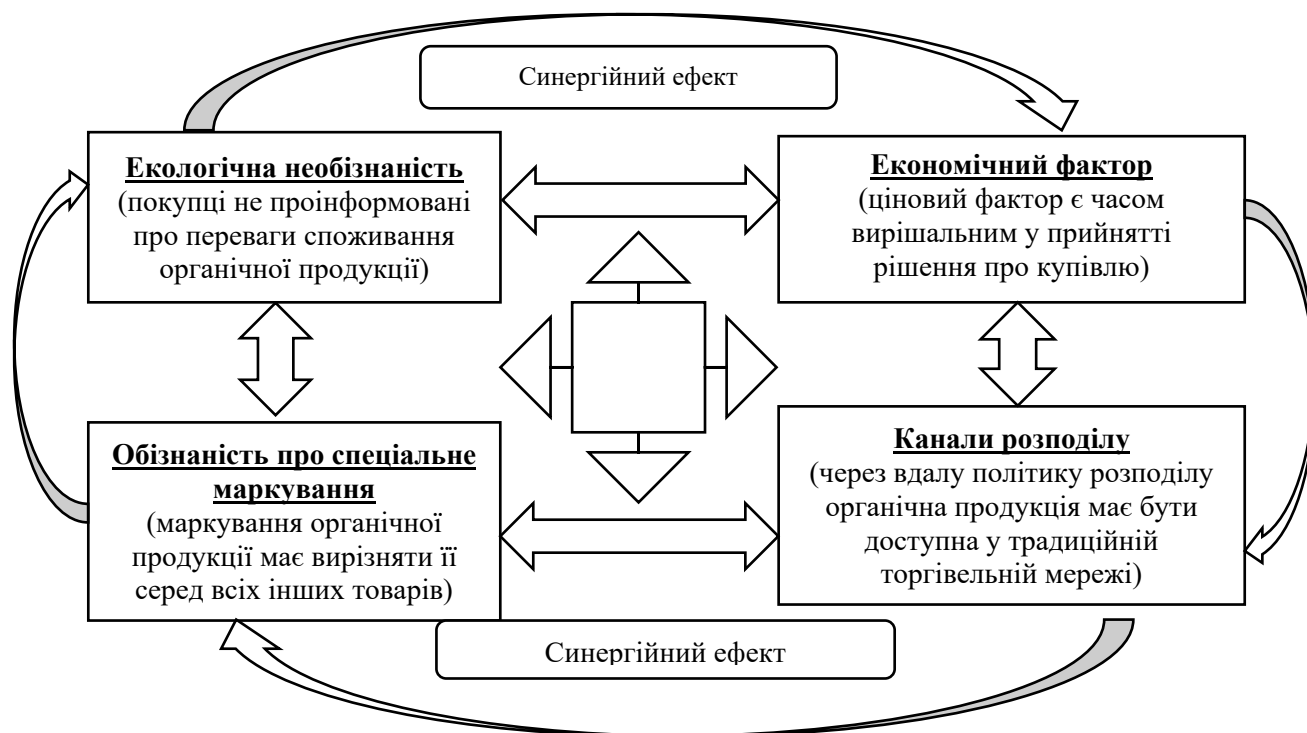 Синергійний ефект
Екологічна необізнаність
(покупці не проінформовані
про переваги споживання
органічної продукції)
Економічний фактор
(ціновий фактор є часом
вирішальним у прийнятті
рішення про купівлю)
Обізнаність про спеціальне
маркування
(маркування органічної
продукції має вирізняти її
серед всіх інших товарів)
Канали розподілу
(через вдалу політику розподілу
органічна продукція має бути
доступна у традиційній
торгівельній мережі)
Синергійний ефект